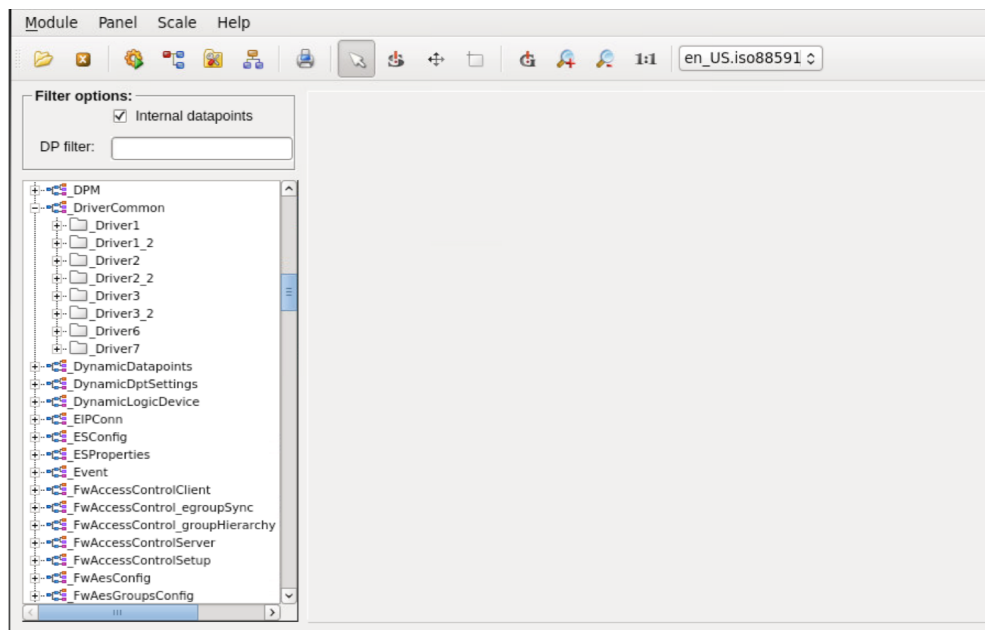 Module Panel Scale Help
1:1 en_US.iso88591
Filter options:
Internal datapoints
DP filter:
_DPM
_DriverCommon
_Driver1
_Driver1_2
_Driver2
_Driver2_2
_Driver3
_Driver3_2
_Driver6
_Driver7
_DynamicDatapoints
_DynamicDptSettings
_DynamicLogicDevice
_EIPConn
_ESConfig
_ESProperties
_Event
_FwAccessControlClient
_FwAccessControl_egroupSync
_FwAccessControl_groupHierarchy
_FwAccessControlServer
_FwAccessControlSetup
_FwAesConfig
_FwAesGroupsConfig